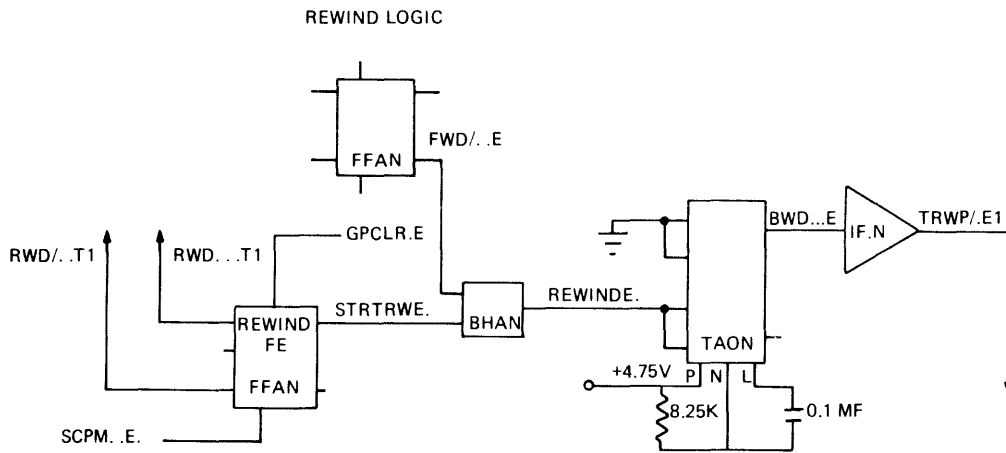 REWIND LOGIC
FFAN
FWD/. .E
GPCLR.E
RWD/. .T1
RWD. . .T1
REWIND
FE
FFAN
SCPM. .E.
STRTRWE.
BHAN
REWINDE.
TAON
P N L
+4.75V
8.25K
0.1 MF
BWD...E
IF.N
TRWP/.E1